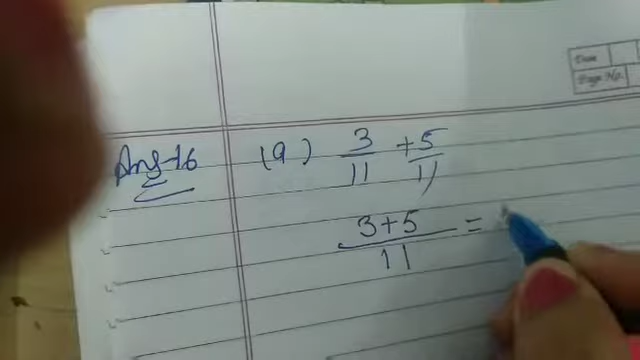 Date
Page No.
Ans-16 (a) 3/11 + 5/11
3+5/11 =